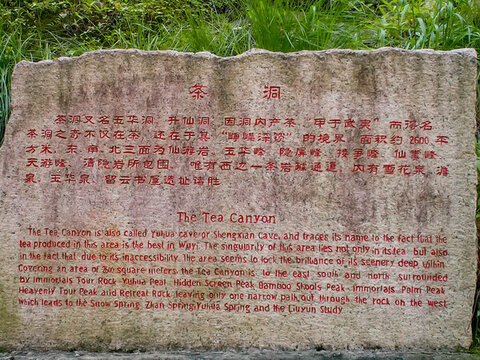 茶 洞
茶洞又名玉华洞，升仙洞，因洞内产茶“甲于武夷”而得名
茶洞之奇不仅在茶，还在于其“峥嵘深锁”的境界，面积约2600平
方米，东、南、北三面为仙游岩、玉华峰、隐屏峰、接笋峰、仙掌峰
天游峰、清隐岩所包围，唯有西边一条岩罅通道，内有雪花泉、
泉、玉华泉、留云书屋遗址诸胜
The Tea Canyon
The Tea Canyon is also called Yuhua cave or Shengxian Cave, and traces its name to the fact that the
tea produced in this area is the best in Wuyi. The singularity of this area lies not only in its tea but also
in the fact that due to its inaccessibility, the area seems to lock the brilliance of its scenery deep within.
Covering an area of square meters the Tea Canyon is to the east south and north surrounded
by Immortals Tour Rock Yuhua Peal Hidden Screen Peak Bamboo Shools Peak Immortals' Palm Peak
Heavenly Tour Peak and Retreat Rock, leaving only one narrow path out through the rock on the west
which leads to the Snow Spring, Zhan Spring,Yuhua Spring and the Liuyun Study